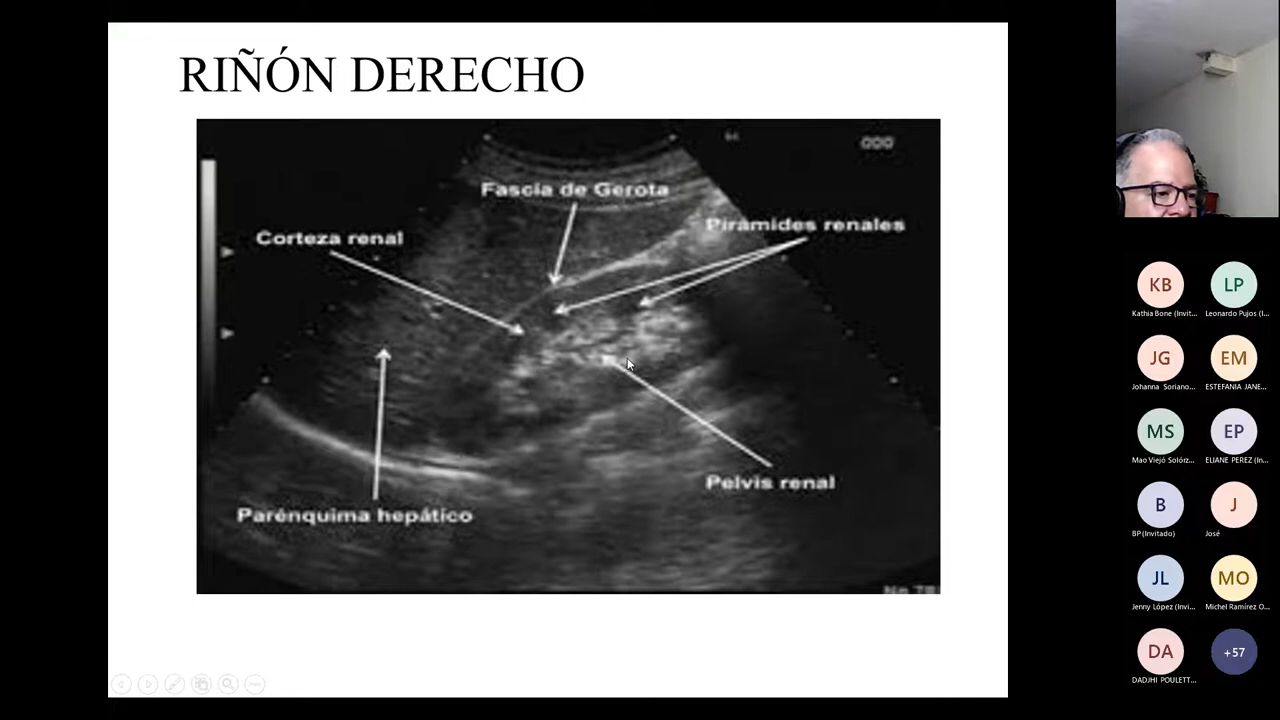 RIÑÓN DERECHO
Fascia de Gerota
Pirámides renales
Corteza renal
Pelvis renal
Parénquima hepático
KB
Kathia Bone (Invit...
LP
Leonardo Pujos (I...
JG
Johanna Soriano...
EM
ESTEFANIA JANE...
MS
Mao Viejó Solórz...
EP
ELIANE PEREZ (In...
B
BP (Invitado)
J
José
JL
Jenny López (Invi...
MO
Michel Ramírez O...
DA
DADJHI POULETT...
+57